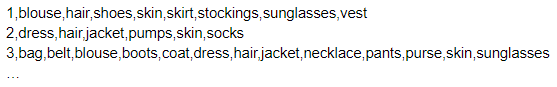 1,blouse,hair,shoes,skin,skirt,stockings,sunglasses,vest
2,dress,hair,jacket,pumps,skin,socks
3,bag,belt,blouse,boots,coat,dress,hair,jacket,necklace,pants,purse,skin,sunglasses
…